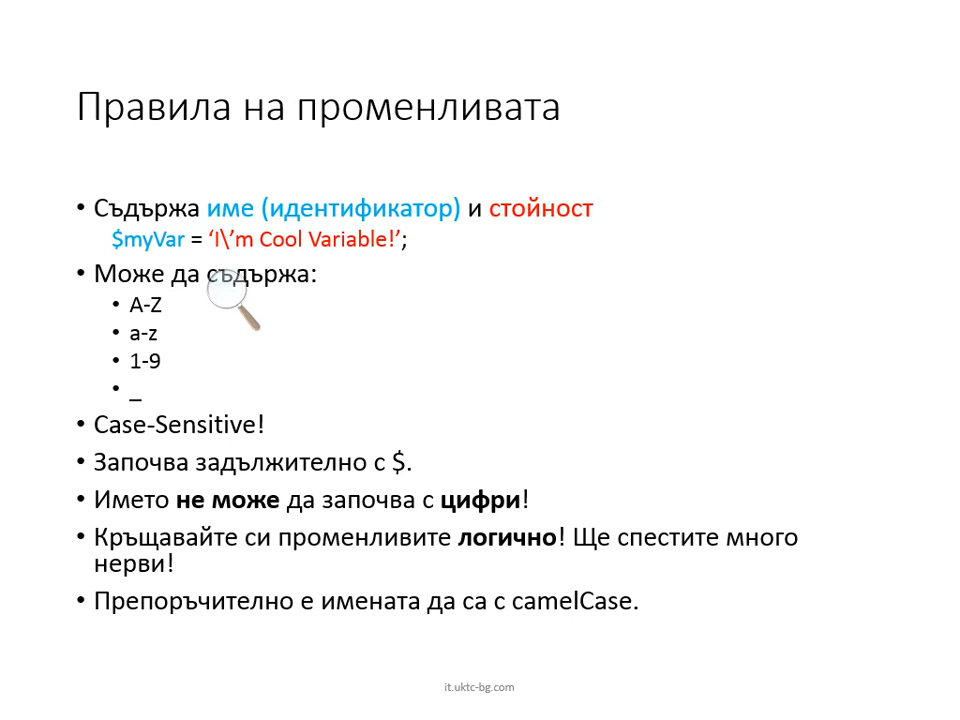 Правила на променливата
• Съдържа име (идентификатор) и стойност
$myVar = ‘I\’m Cool Variable!’;
• Може да съдържа:
• A-Z
• a-z
• 1-9
• _
• Case-Sensitive!
• Започва задължително с $.
• Името не може да започва с цифри!
• Кръщавайте си променливите логично! Ще спестите много
нерви!
• Препоръчително е имената да са с camelCase.
it.uktc-bg.com